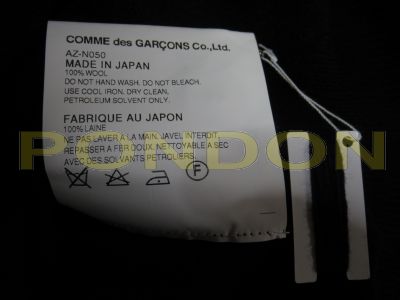 COMME des GARÇONS Co.,Ltd.
AZ-N050
MADE IN JAPAN
100% WOOL
DO NOT HAND WASH. DO NOT BLEACH.
USE COOL IRON. DRY CLEAN.
PETROLEUM SOLVENT ONLY.
FABRIQUE AU JAPON
100% LAINE
NE PAS LAVER A LA MAIN. JAVEL INTERDIT.
REPASSER A FER DOUX. NETTOYABLE A SEC
AVEC DES SOLVANTS PETROLIERS.
F
PONDON